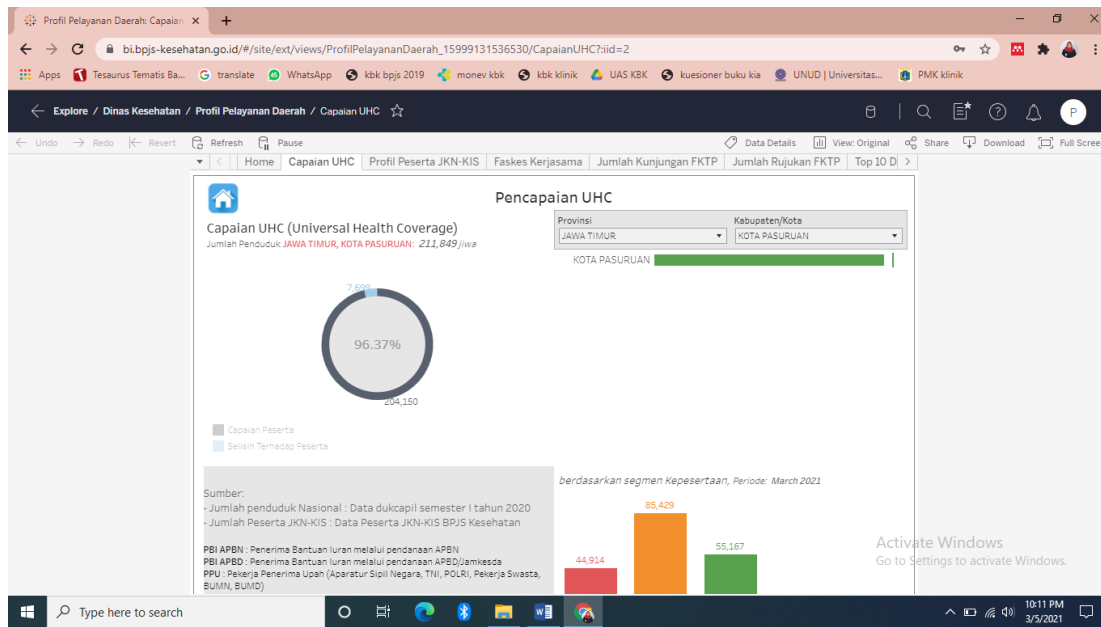 Profil Pelayanan Daerah: Capaian
bi.bpjs-kesehatan.go.id/#/site/ext/views/ProfilPelayananDaerah_15999131536530/CapaianUHC?:iid=2
Apps Tesaurus Tematis Ba... translate WhatsApp kbk bpjs 2019 monev kbk kbk klinik UAS KBK kuesioner buku kia UNUD | Universitas... PMK klinik
Explore / Dinas Kesehatan / Profil Pelayanan Daerah / Capaian UHC
P
Undo Redo Revert Refresh Pause Data Details View: Original Share Download Full Scree
Home Capaian UHC Profil Peserta JKN-KIS Faskes Kerjasama Jumlah Kunjungan FKTP Jumlah Rujukan FKTP Top 10 D
Pencapaian UHC
Capaian UHC (Universal Health Coverage)
Jumlah Penduduk JAWA TIMUR, KOTA PASURUAN: 211,849 jiwa
Provinsi
JAWA TIMUR
Kabupaten/Kota
KOTA PASURUAN
KOTA PASURUAN
7,699
96.37%
204,150
Capaian Peserta
Selisih Terhadap Peserta
Sumber:
- Jumlah penduduk Nasional : Data dukcapil semester I tahun 2020
- Jumlah Peserta JKN-KIS : Data Peserta JKN-KIS BPJS Kesehatan
PBI APBN : Penerima Bantuan Iuran melalui pendanaan APBN
PBI APBD : Penerima Bantuan Iuran melalui pendanaan APBD/Jamkesda
PPU : Pekerja Penerima Upah (Aparatur Sipil Negara, TNI, POLRI, Pekerja Swasta,
BUMN, BUMD)
berdasarkan segmen Kepesertaan, Periode: March 2021
85,429
55,167
44,914
Activate Windows
Go to Settings to activate Windows.
Type here to search
10:11 PM
3/5/2021